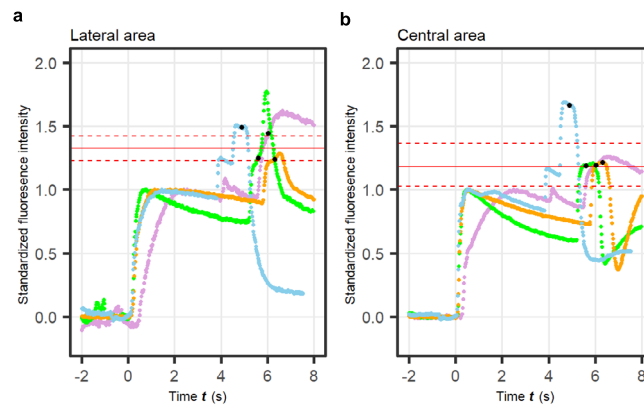 a
Lateral area
Standardized fluorescence intensity
2.0
1.5
1.0
0.5
0.0
-2 0 2 4 6 8
Time t (s)
b
Central area
Standardized fluorescence intensity
2.0
1.5
1.0
0.5
0.0
-2 0 2 4 6 8
Time t (s)